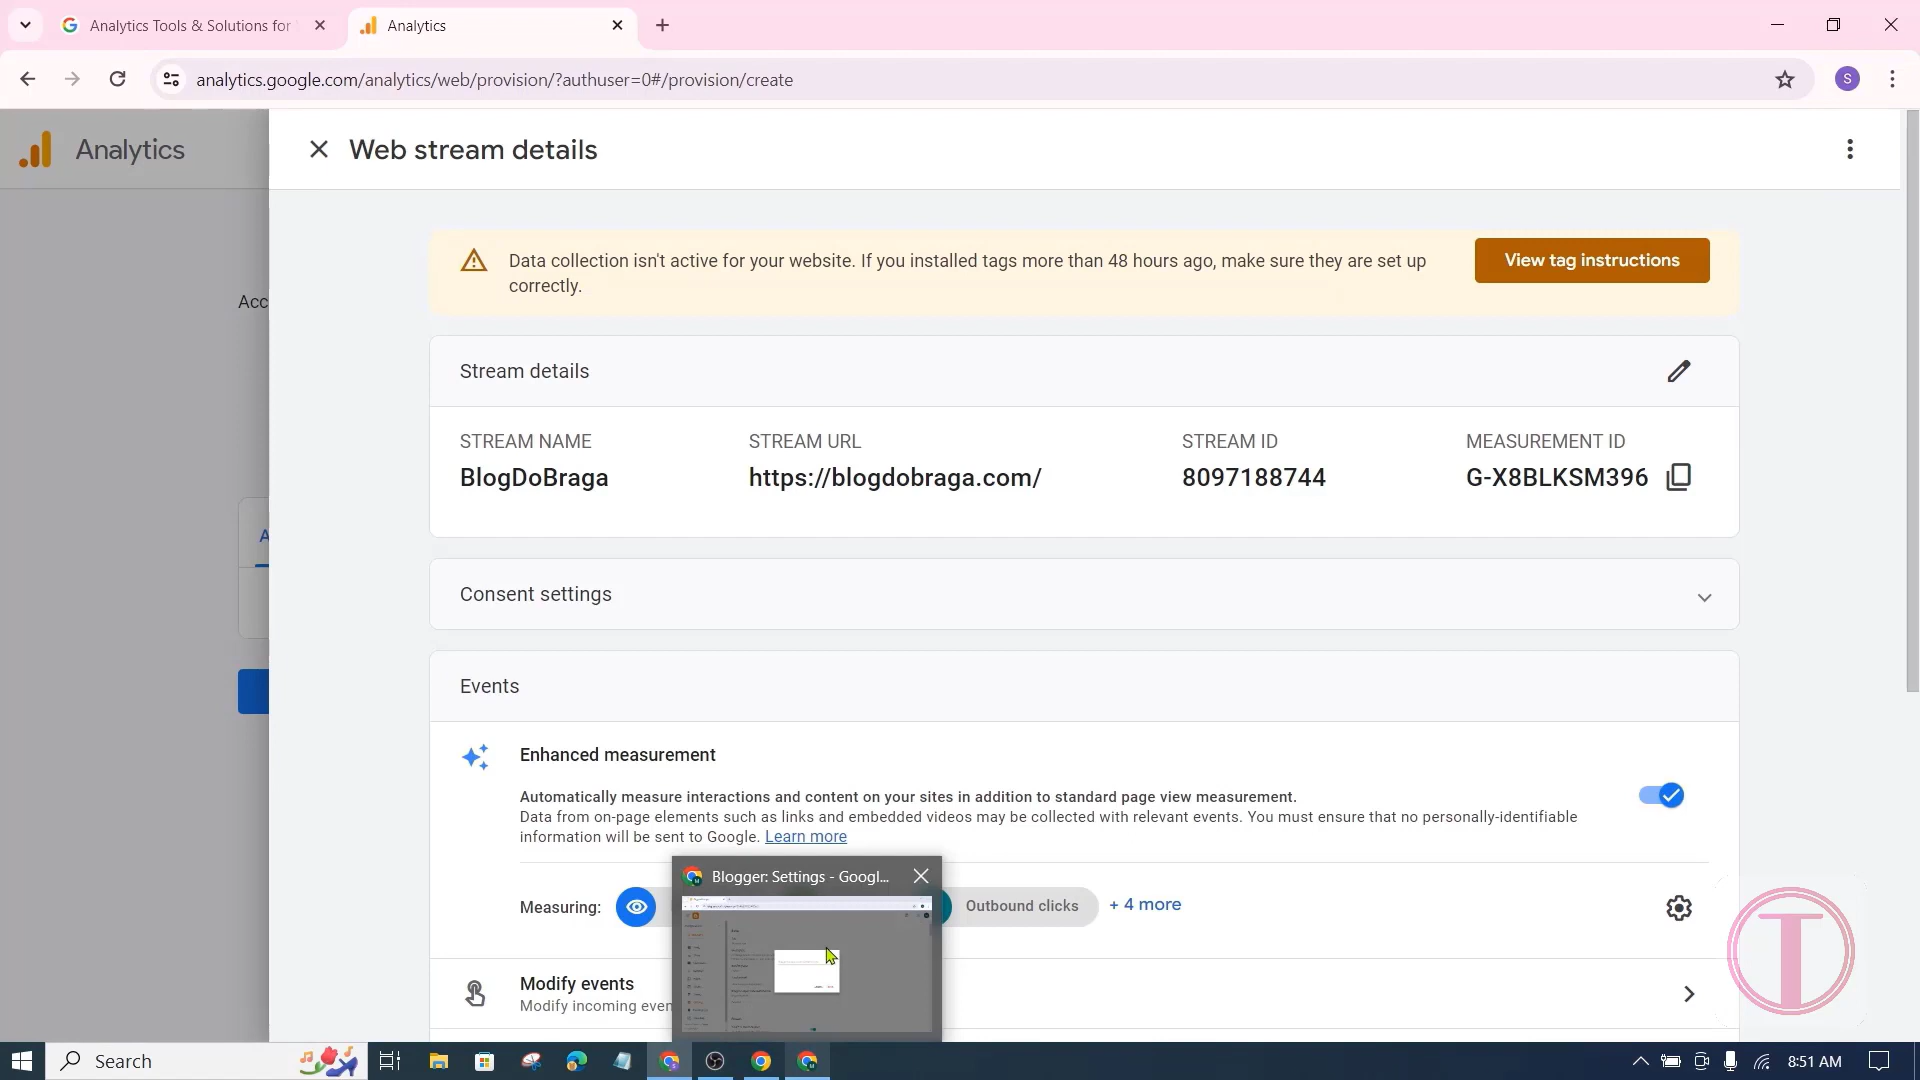 Analytics Tools & Solutions for
Analytics
analytics.google.com/analytics/web/provision/?authuser=0#/provision/create
S
Analytics
Web stream details
Data collection isn't active for your website. If you installed tags more than 48 hours ago, make sure they are set up
correctly.
View tag instructions
Acc
Stream details
STREAM NAME
STREAM URL
STREAM ID
MEASUREMENT ID
BlogDoBraga
https://blogdobraga.com/
8097188744
G-X8BLKSM396
A
Consent settings
Events
Enhanced measurement
Automatically measure interactions and content on your sites in addition to standard page view measurement.
Data from on-page elements such as links and embedded videos may be collected with relevant events. You must ensure that no personally-identifiable
information will be sent to Google. Learn more
Blogger: Settings - Googl...
Measuring:
Outbound clicks
+ 4 more
Modify events
Modify incoming even
T
Search
8:51 AM